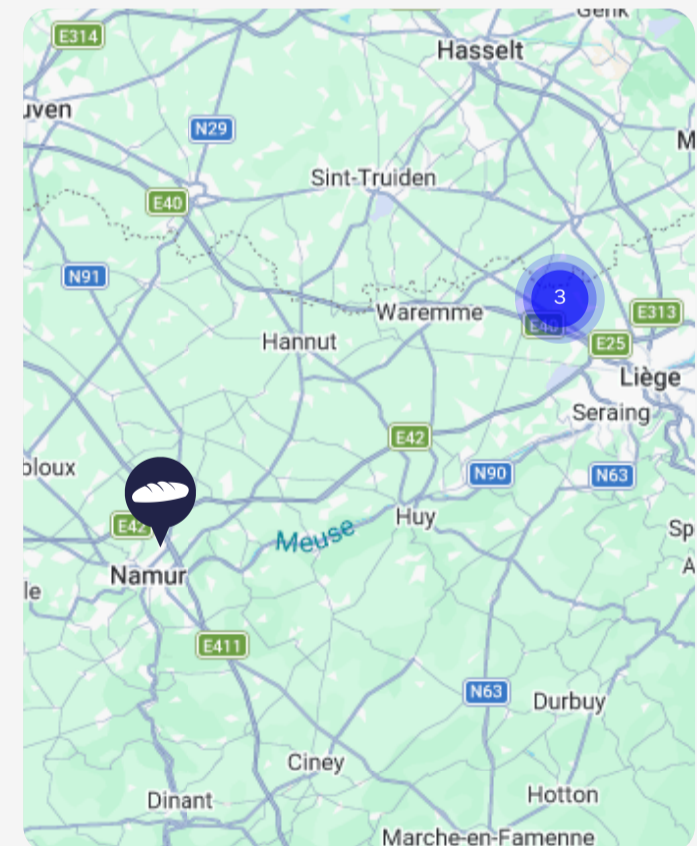 Genk
E314
Hasselt
uven
N29
M
Sint-Truiden
E40
N91
3
Waremme
E313
E40
Hannut
E25
Liège
Seraing
E42
bloux
N90
N63
Huy
E42
Meuse
Sp
A
Namur
le
E411
N63
Durbuy
Ciney
Hotton
Dinant
Marche-en-Famenne